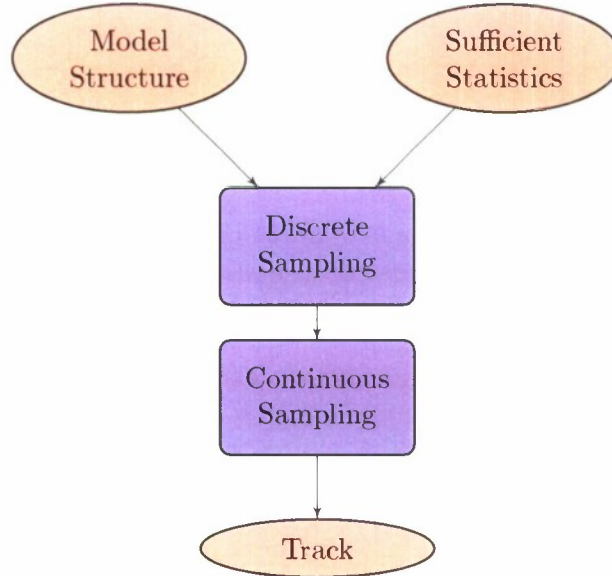 Model
Structure
Sufficient
Statistics
Discrete
Sampling
Continuous
Sampling
Track